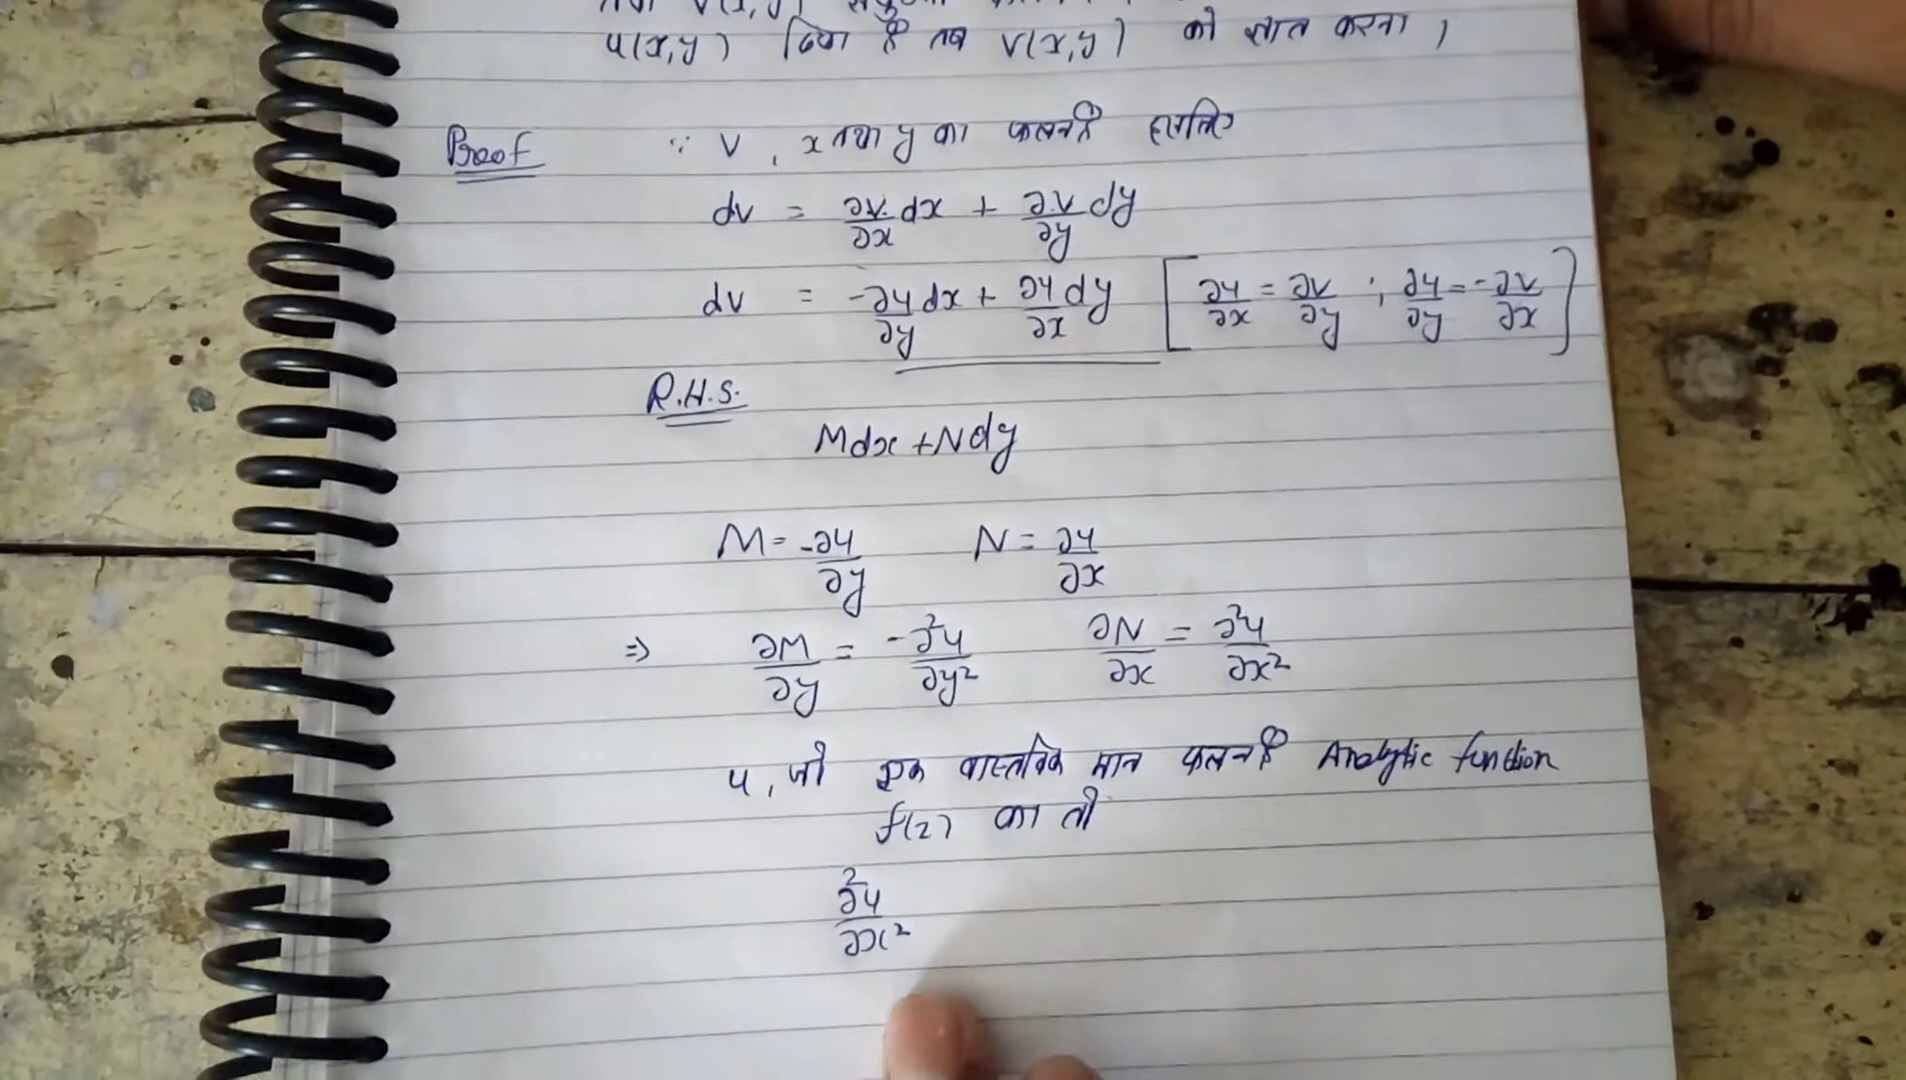 u(x,y) दिया है तब v(x,y) को ज्ञात करना ।
Proof ∵ v, x तथा y का फलन है इसलिए
dv = ∂v/∂x dx + ∂v/∂y dy
dv = -∂u/∂y dx + ∂u/∂x dy [∂u/∂x = ∂v/∂y ; ∂u/∂y = -∂v/∂x]
R.H.S.
Mdx + Ndy
M = -∂u/∂y N = ∂u/∂x
⇒ ∂M/∂y = -∂²u/∂y² ∂N/∂x = ∂²u/∂x²
u, जो एक वास्तविक मान फलन है Analytic function
f(z) का तो
∂²u/∂x²